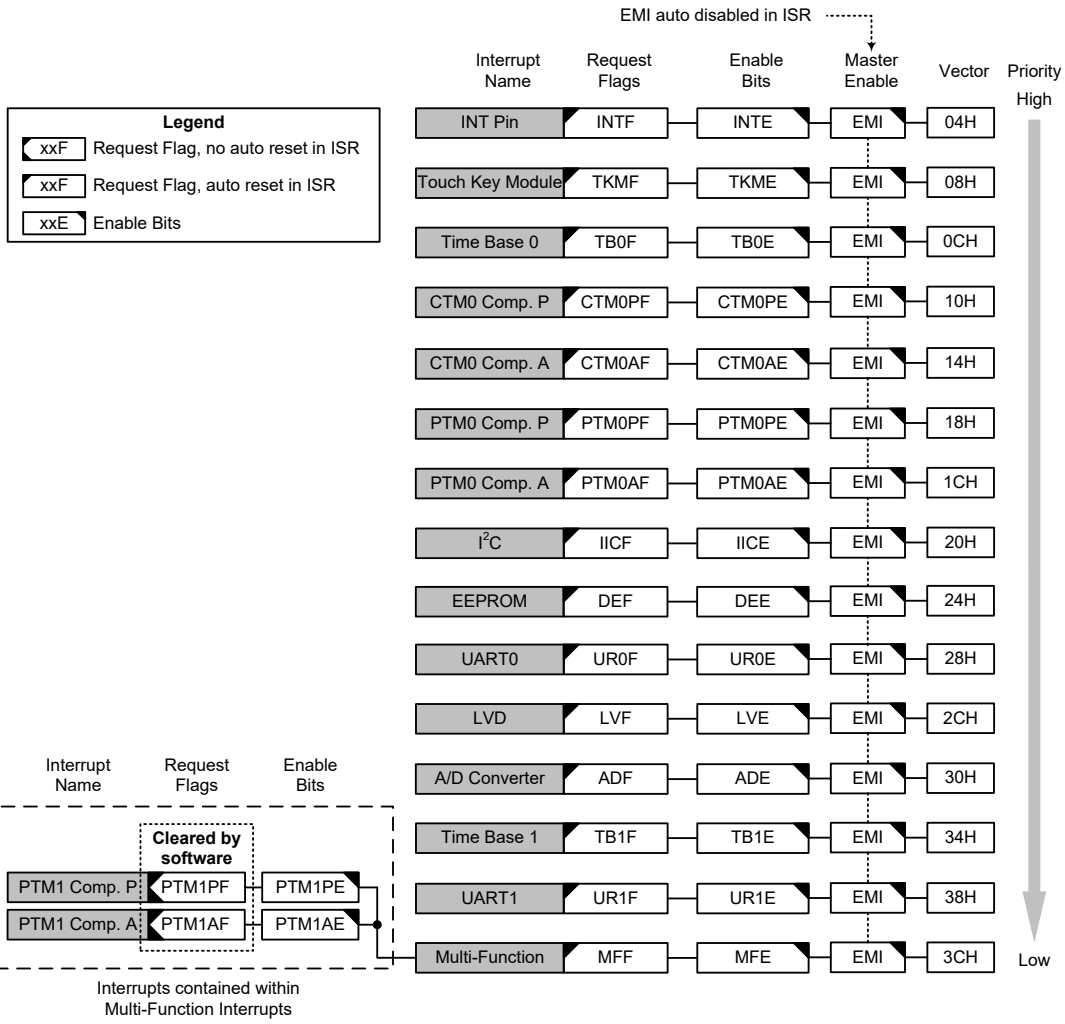 EMI auto disabled in ISR
Interrupt Name Request Flags Enable Bits Master Enable Vector Priority
High
Legend
xxF Request Flag, no auto reset in ISR
xxF Request Flag, auto reset in ISR
xxE Enable Bits
INT Pin INTF INTE EMI 04H
Touch Key Module TKMF TKME EMI 08H
Time Base 0 TB0F TB0E EMI 0CH
CTM0 Comp. P CTM0PF CTM0PE EMI 10H
CTM0 Comp. A CTM0AF CTM0AE EMI 14H
PTM0 Comp. P PTM0PF PTM0PE EMI 18H
PTM0 Comp. A PTM0AF PTM0AE EMI 1CH
I²C IICF IICE EMI 20H
EEPROM DEF DEE EMI 24H
UART0 UR0F UR0E EMI 28H
LVD LVF LVE EMI 2CH
A/D Converter ADF ADE EMI 30H
Time Base 1 TB1F TB1E EMI 34H
UART1 UR1F UR1E EMI 38H
Multi-Function MFF MFE EMI 3CH Low
Interrupt Name Request Flags Enable Bits
Cleared by
software
PTM1 Comp. P PTM1PF PTM1PE
PTM1 Comp. A PTM1AF PTM1AE
Interrupts contained within
Multi-Function Interrupts